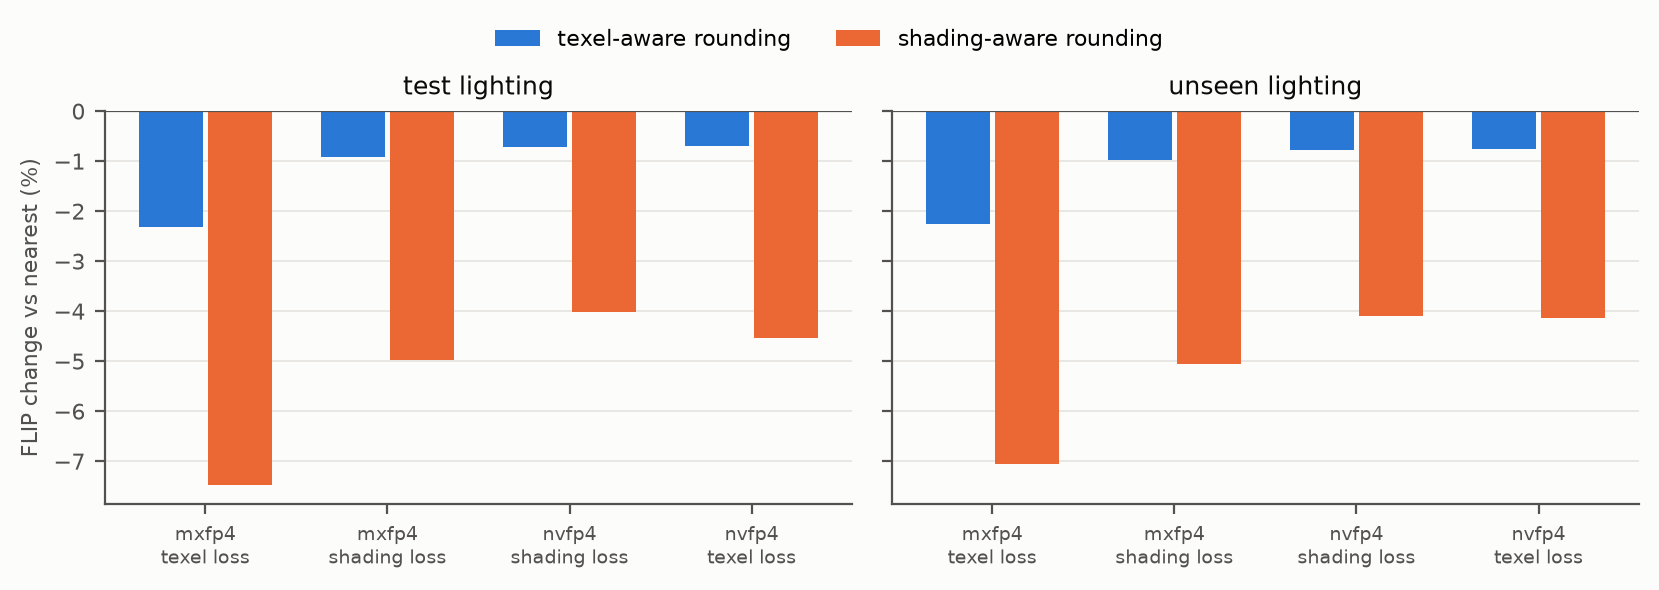 texel-aware rounding
shading-aware rounding
test lighting
unseen lighting
FLIP change vs nearest (%)
0
−1
−2
−3
−4
−5
−6
−7
mxfp4
texel loss
mxfp4
shading loss
nvfp4
shading loss
nvfp4
texel loss
mxfp4
texel loss
mxfp4
shading loss
nvfp4
shading loss
nvfp4
texel loss